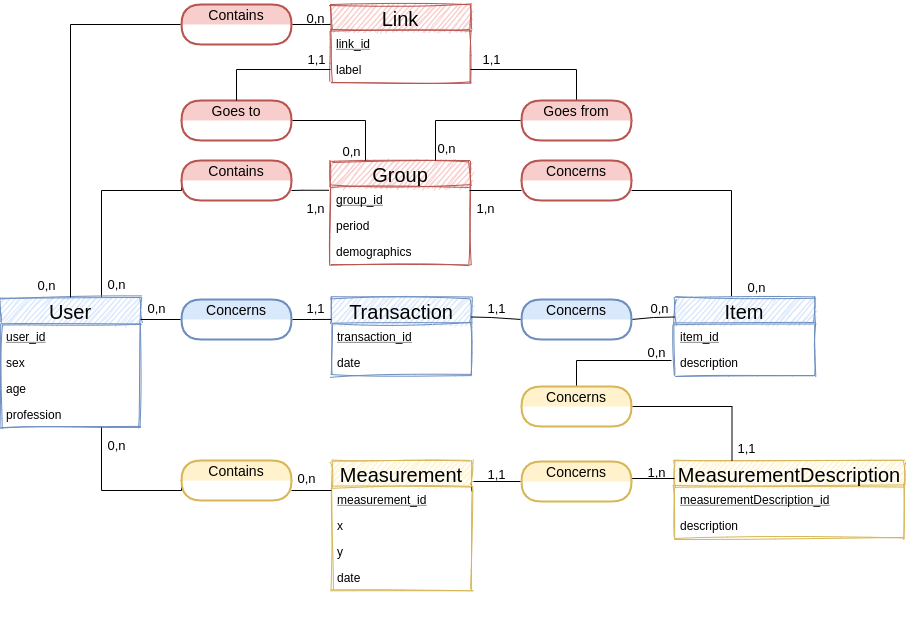 Contains
0,n
Link
link_id
label
1,1
1,1
Goes to
Goes from
0,n
0,n
Contains
Group
Concerns
group_id
1,n
1,n
period
demographics
0,n
0,n
0,n
User
0,n
Concerns
1,1
Transaction
1,1
Concerns
0,n
Item
user_id
transaction_id
item_id
sex
date
0,n
description
age
Concerns
profession
0,n
1,1
Contains
0,n
Measurement
1,1
Concerns
1,n
MeasurementDescription
measurement_id
measurementDescription_id
x
description
y
date